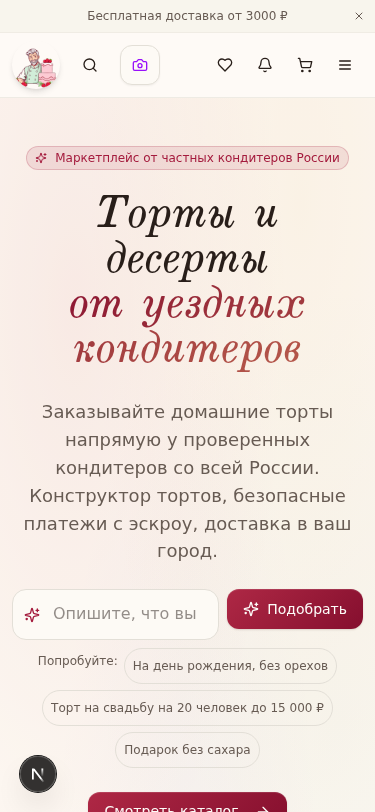 Бесплатная доставка от 3000 ₽
Маркетплейс от частных кондитеров России
Торты и
десерты
от уездных
кондитеров
Заказывайте домашние торты
напрямую у проверенных
кондитеров со всей России.
Конструктор тортов, безопасные
платежи с эскроу, доставка в ваш
город.
Опишите, что вы
Подобрать
Попробуйте:
На день рождения, без орехов
Торт на свадьбу на 20 человек до 15 000 ₽
Подарок без сахара
N
Смотреть каталог